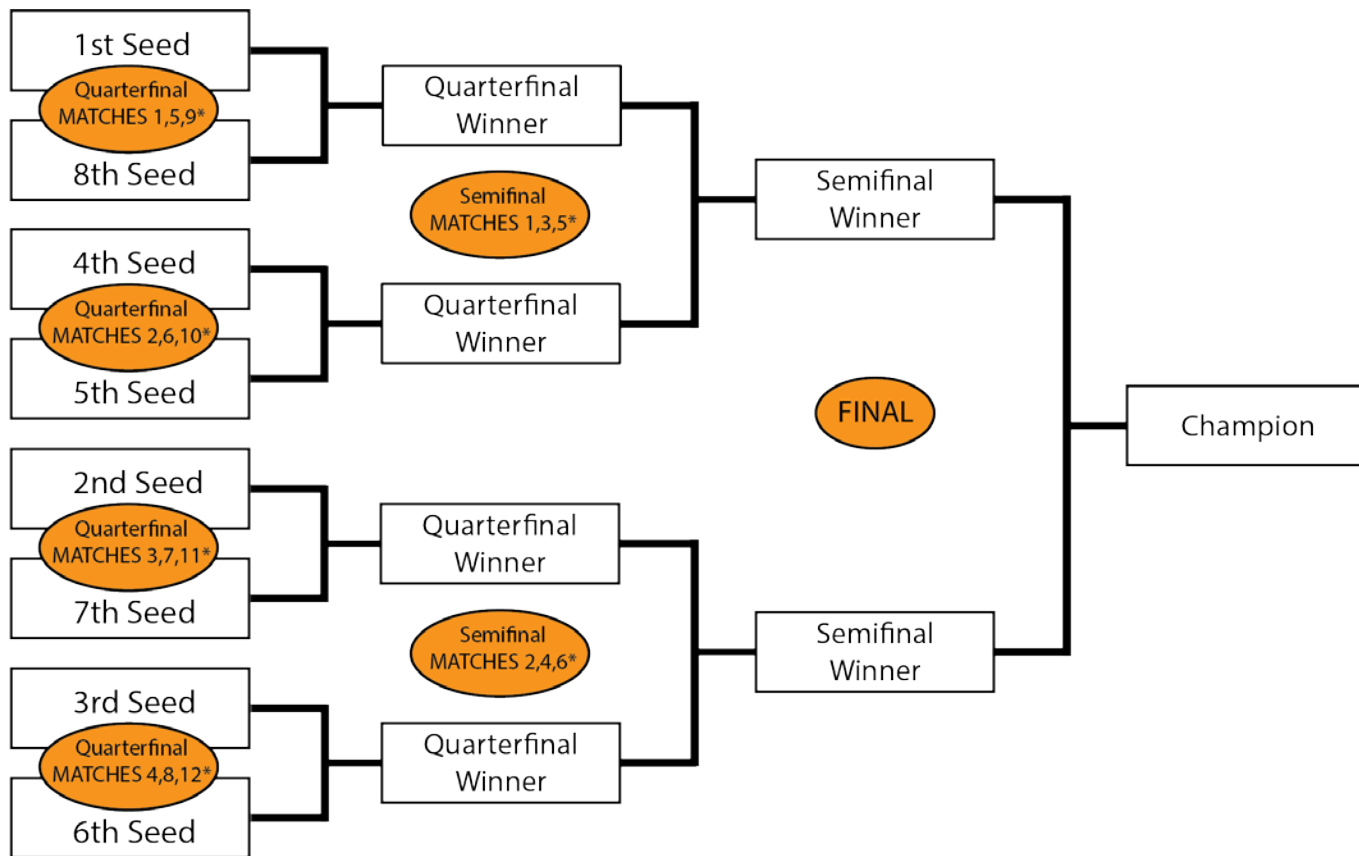 1st Seed
Quarterfinal
MATCHES 1,5,9*
8th Seed
4th Seed
Quarterfinal
MATCHES 2,6,10*
5th Seed
2nd Seed
Quarterfinal
MATCHES 3,7,11*
7th Seed
3rd Seed
Quarterfinal
MATCHES 4,8,12*
6th Seed
Quarterfinal
Winner
Semifinal
MATCHES 1,3,5*
Quarterfinal
Winner
Quarterfinal
Winner
Semifinal
MATCHES 2,4,6*
Quarterfinal
Winner
Semifinal
Winner
FINAL
Semifinal
Winner
Champion